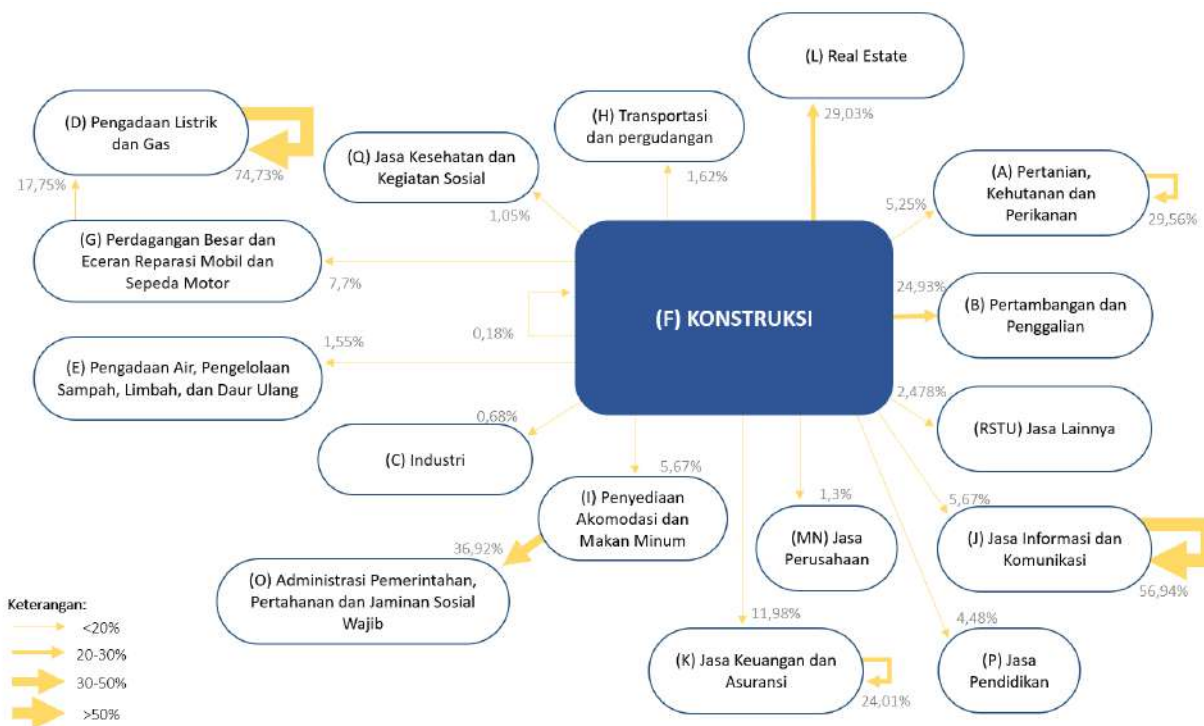 (L) Real Estate
29,03%
(D) Pengadaan Listrik
dan Gas
74,73%
17,75%
(H) Transportasi
dan pergudangan
1,62%
(Q) Jasa Kesehatan dan
Kegiatan Sosial
1,05%
(A) Pertanian,
Kehutanan dan
Perikanan
5,25%
29,56%
(G) Perdagangan Besar dan
Eceran Reparasi Mobil dan
Sepeda Motor
7,7%
(F) KONSTRUKSI
0,18%
24,93%
(B) Pertambangan dan
Penggalian
1,55%
(E) Pengadaan Air, Pengelolaan
Sampah, Limbah, dan Daur Ulang
2,478%
(RSTU) Jasa Lainnya
0,68%
(C) Industri
5,67%
(I) Penyediaan
Akomodasi dan
Makan Minum
1,3%
(MN) Jasa
Perusahaan
5,67%
(J) Jasa Informasi dan
Komunikasi
56,94%
36,92%
(O) Administrasi Pemerintahan,
Pertahanan dan Jaminan Sosial
Wajib
11,98%
(K) Jasa Keuangan dan
Asuransi
24,01%
4,48%
(P) Jasa
Pendidikan
Keterangan:
<20%
20-30%
30-50%
>50%